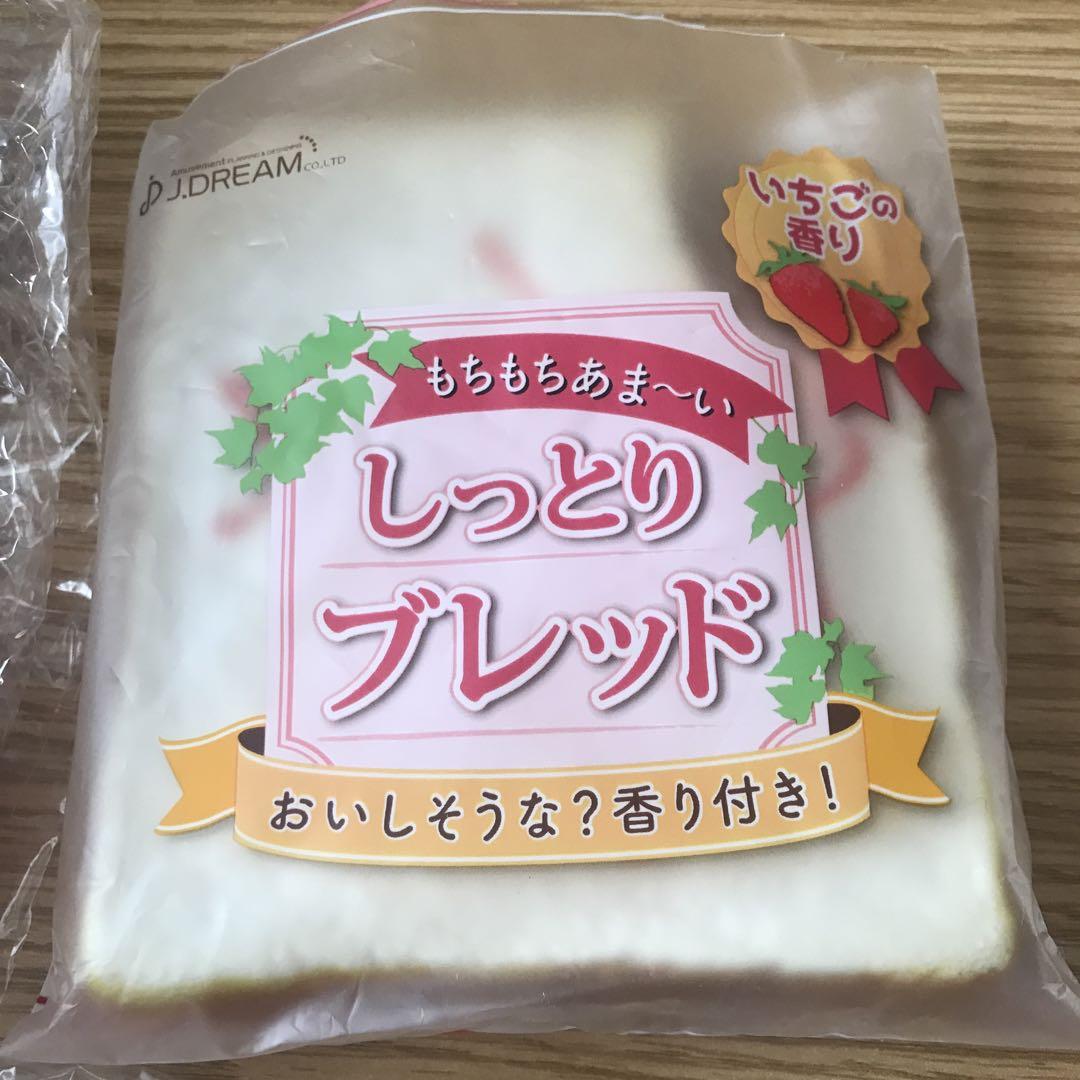 Amusement PLANNING & DESIGNING
J.DREAM CO.,LTD
いちごの
香り
もちもちあま～い
しっとり
ブレッド
おいしそうな?香り付き!